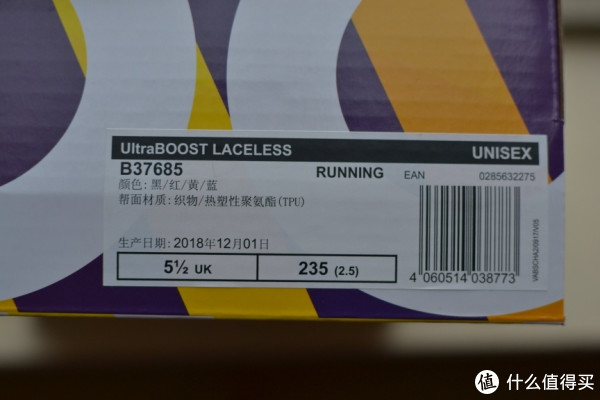 UltraBOOST LACELESS UNISEX
B37685 RUNNING EAN 0285632275
颜色: 黑/红/黄/蓝
帮面材质: 织物/热塑性聚氨酯(TPU)
生产日期: 2018年12月01日
5½ UK 235 (2.5)
4 060514 038773
VABSCHA20817/V05
值 什么值得买